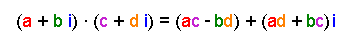 (a + b i) · (c + d i) = (ac - bd) + (ad + bc) i